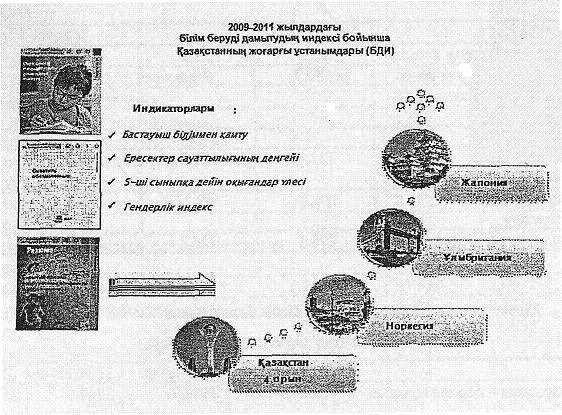 2009-2011 жылдардағы
білім беруді дамытудың индексі бойынша
Қазақстанның жоғарғы ұстанымдары (БДИ)
Индикаторлары :
✓ Бастауыш біліммен қамту
✓ Ересектер сауаттылығының деңгейі
✓ 5-ші сыныпқа дейін оқығандар үлесі
✓ Гендерлік индекс
Жапония
Ұлыбритания
Норвегия
Қазақстан
4 орын